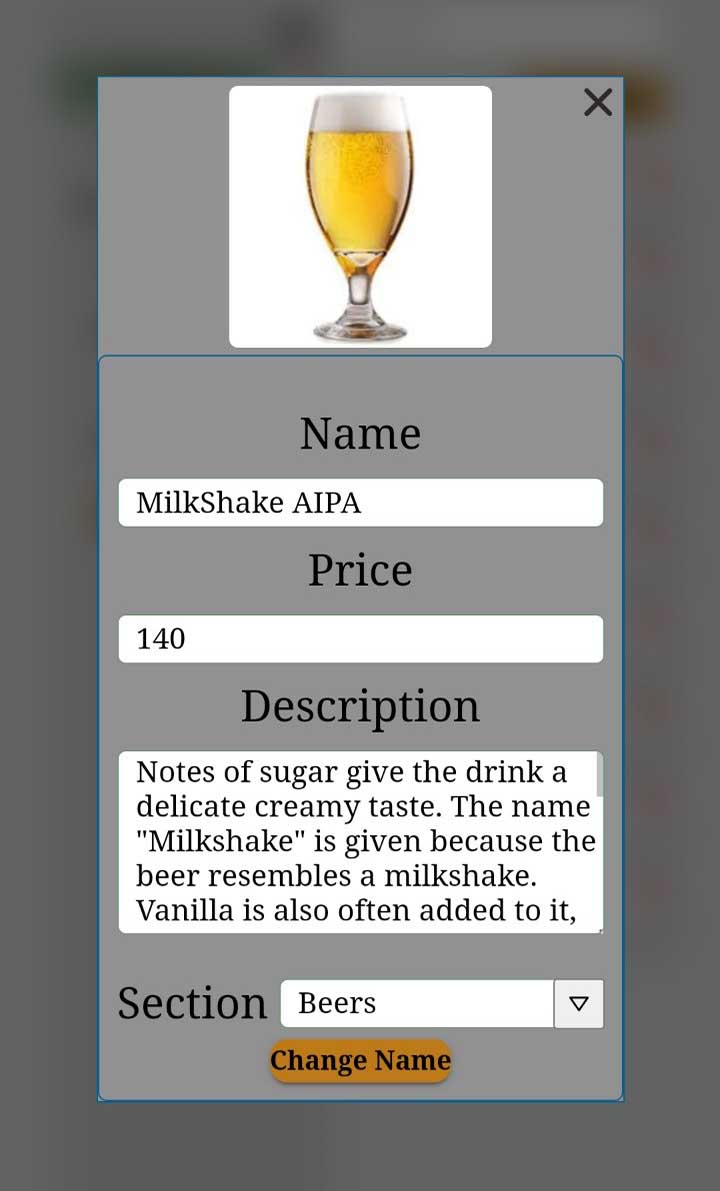 Name
MilkShake AIPA
Price
140
Description
Notes of sugar give the drink a
delicate creamy taste. The name
"Milkshake" is given because the
beer resembles a milkshake.
Vanilla is also often added to it,
Section Beers
Change Name